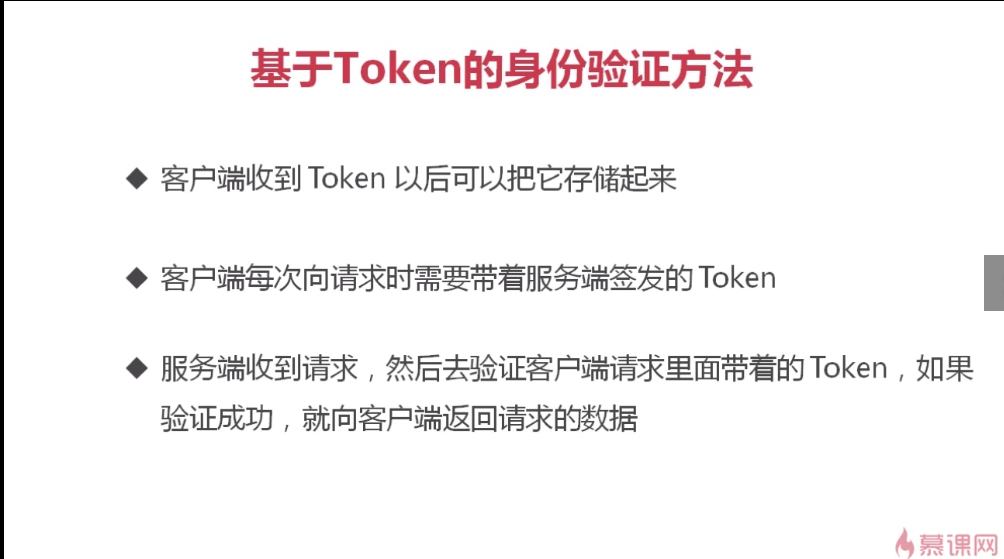 基于Token的身份验证方法
◆ 客户端收到 Token 以后可以把它存储起来
◆ 客户端每次向请求时需要带着服务端签发的 Token
◆ 服务端收到请求，然后去验证客户端请求里面带着的 Token，如果
验证成功，就向客户端返回请求的数据
慕课网